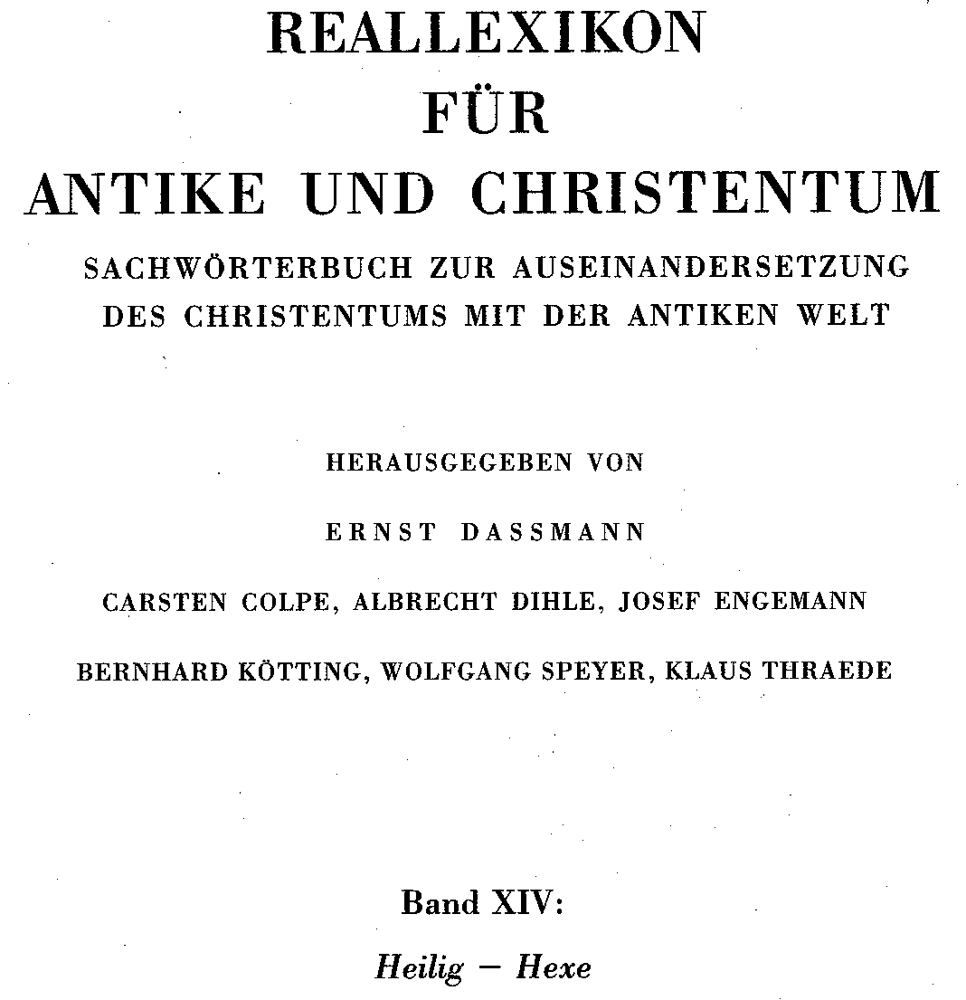 REALLEXIKON
FÜR
ANTIKE UND CHRISTENTUM
SACHWÖRTERBUCH ZUR AUSEINANDERSETZUNG
DES CHRISTENTUMS MIT DER ANTIKEN WELT
HERAUSGEGEBEN VON
ERNST DASSMANN
CARSTEN COLPE, ALBRECHT DIHLE, JOSEF ENGEMANN
BERNHARD KÖTTING, WOLFGANG SPEYER, KLAUS THRAEDE
Band XIV:
Heilig — Hexe